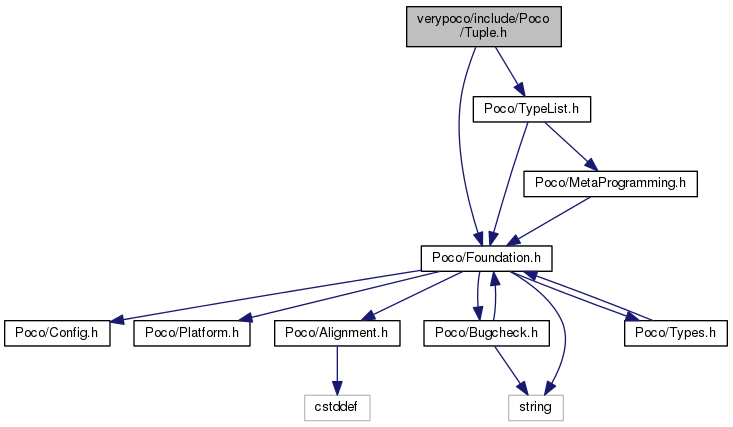 verypoco/include/Poco
/Tuple.h
Poco/TypeList.h
Poco/MetaProgramming.h
Poco/Foundation.h
Poco/Config.h
Poco/Platform.h
Poco/Alignment.h
Poco/Bugcheck.h
Poco/Types.h
cstddef
string